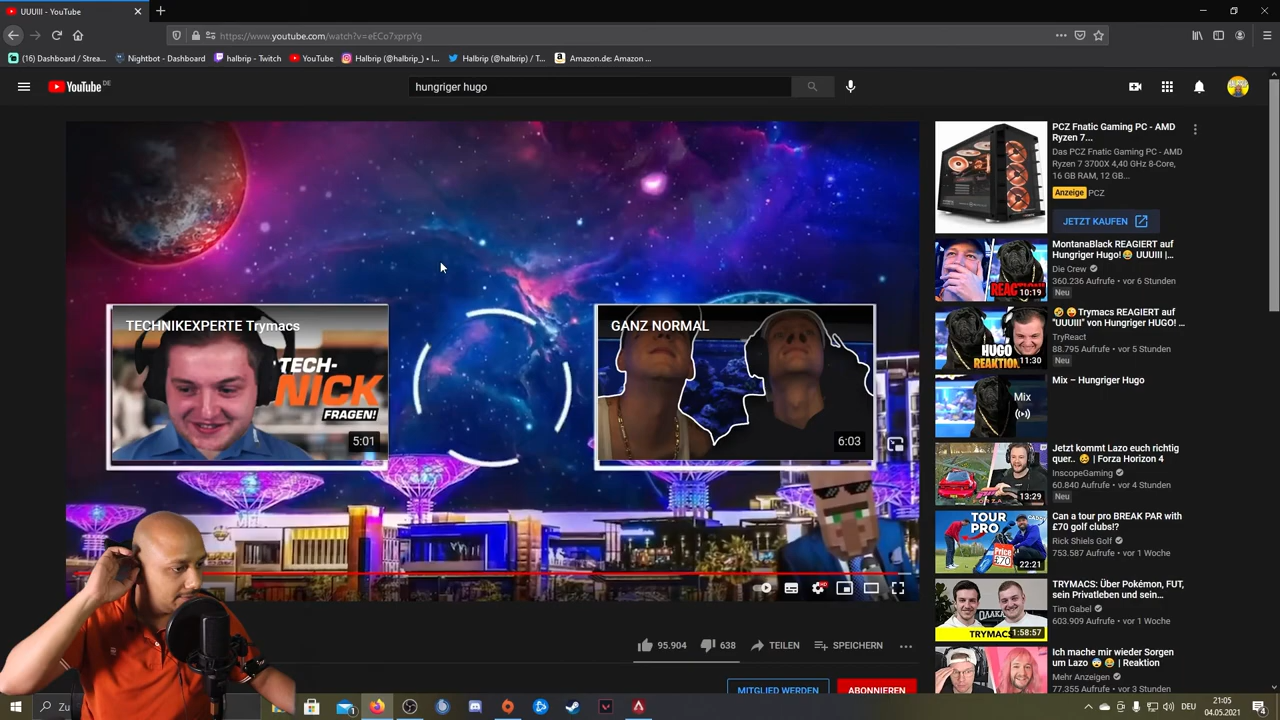 UUUIII - YouTube
https://www.youtube.com/watch?v=eECo7xprpYg
(16) Dashboard / Strea...
Nightbot - Dashboard
halbrip - Twitch
YouTube
Halbrip (@halbrip_) • I...
Halbrip (@halbrip) / T...
Amazon.de: Amazon ...
YouTube DE
hungriger hugo
TECHNIKEXPERTE Trymacs
TECH-
NICK
FRAGEN!
5:01
GANZ NORMAL
6:03
HD
95.904
638
TEILEN
SPEICHERN
MITGLIED WERDEN
ABONNIEREN
PCZ Fnatic Gaming PC - AMD
Ryzen 7...
Das PCZ Fnatic Gaming PC - AMD
Ryzen 7 3700X 4,40 GHz 8-Core,
16 GB RAM, 12 GB...
Anzeige PCZ
JETZT KAUFEN
REACTION
10:19
MontanaBlack REAGIERT auf
Hungriger Hugo! 😂 UUUIII |...
Die Crew
360.236 Aufrufe • vor 6 Stunden
Neu
HUGO
REAKTION
11:30
🤣 😛Trymacs REAGIERT auf
"UUUIII" von Hungriger HUGO! ...
TryReact
88.795 Aufrufe • vor 5 Stunden
Neu
Mix
Mix – Hungriger Hugo
FORZA
13:29
Jetzt kommt Lazo euch richtig
quer.. 😂 | Forza Horizon 4
InscopeGaming
60.840 Aufrufe • vor 4 Stunden
Neu
TOUR
PRO
Price
£70
22:21
Can a tour pro BREAK PAR with
£70 golf clubs!?
Rick Shiels Golf
753.587 Aufrufe • vor 1 Woche
TRYMACS
1:58:57
TRYMACS: Über Pokémon, FUT,
sein Privatleben und sein...
Tim Gabel
603.909 Aufrufe • vor 1 Woche
Ich mache mir wieder Sorgen
um Lazo 😨 😂 | Reaktion
Mehr Anzeigen
77.355 Aufrufe • vor 3 Stunden
Zu
1
DEU
21:05
04.05.2021
4